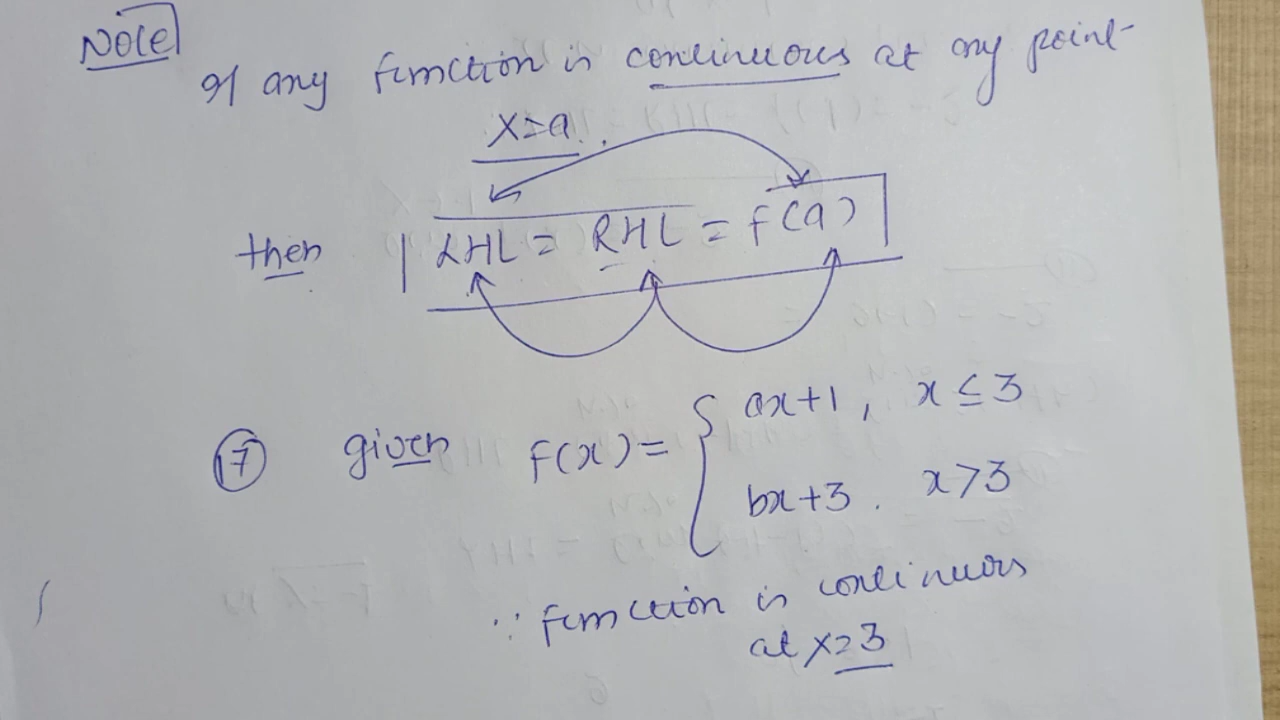 Note
If any function is continuous at any point
x=a.
then LHL = RHL = f(a)
⑦ given f(x)= { ax+1, x ≤ 3
bx+3. x>3
∵ function is continuous
at x=3